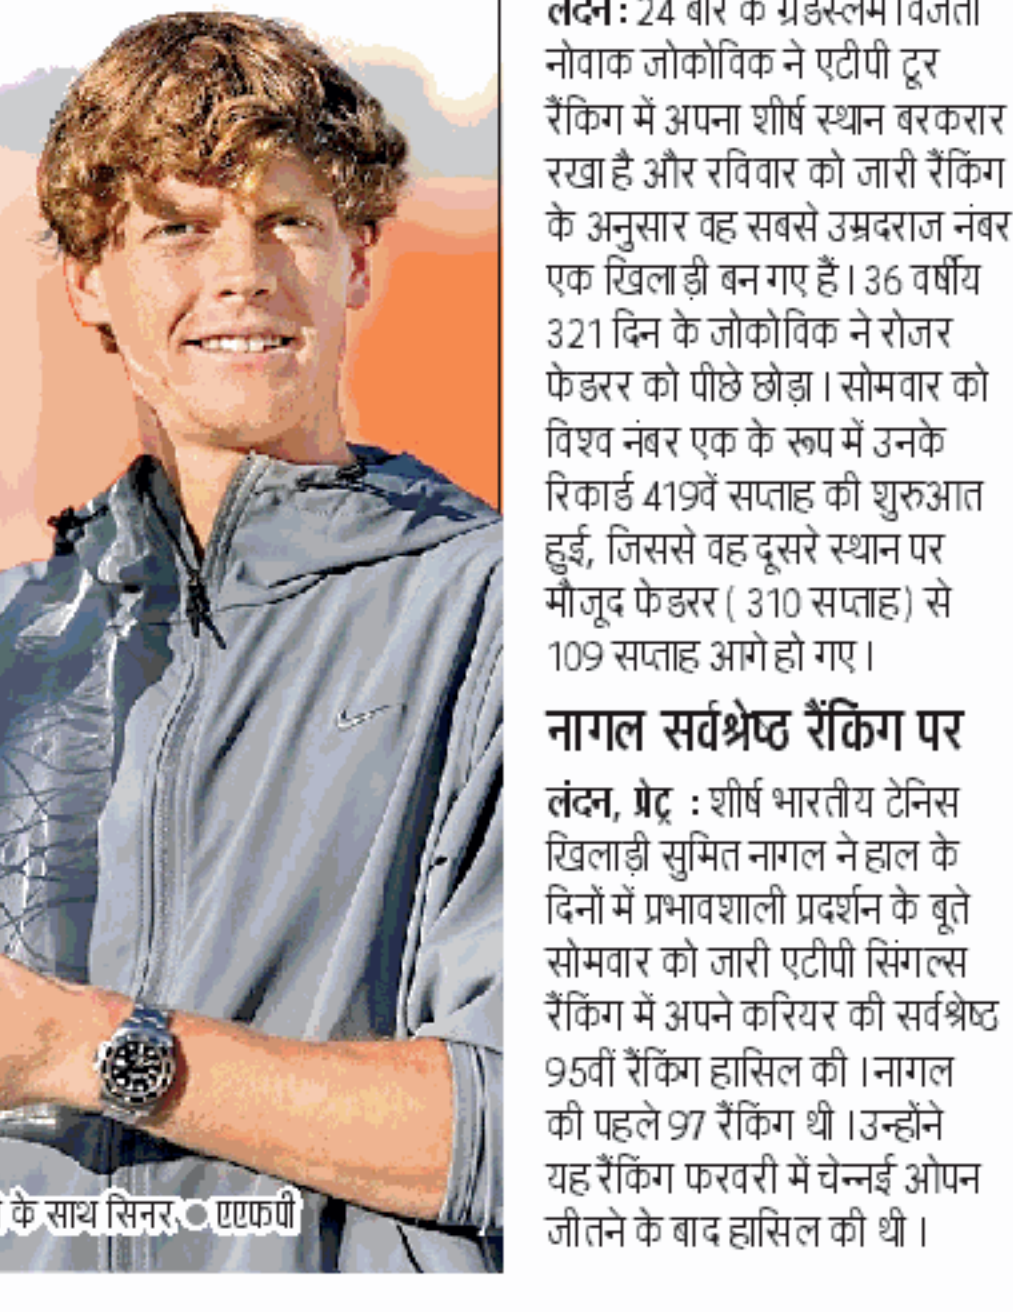 लंदन : 24 बार के ग्रैंडस्लैम विजेता
नोवाक जोकोविक ने एटीपी टूर
रैंकिंग में अपना शीर्ष स्थान बरकरार
रखा है और रविवार को जारी रैंकिंग
के अनुसार वह सबसे उम्रदराज नंबर
एक खिलाड़ी बन गए हैं । 36 वर्षीय
321 दिन के जोकोविक ने रोजर
फेडरर को पीछे छोड़ा । सोमवार को
विश्व नंबर एक के रूप में उनके
रिकार्ड 419वें सप्ताह की शुरुआत
हुई, जिससे वह दूसरे स्थान पर
मौजूद फेडरर ( 310 सप्ताह) से
109 सप्ताह आगे हो गए ।
नागल सर्वश्रेष्ठ रैंकिंग पर
लंदन, प्रेट्र : शीर्ष भारतीय टेनिस
खिलाड़ी सुमित नागल ने हाल के
दिनों में प्रभावशाली प्रदर्शन के बूते
सोमवार को जारी एटीपी सिंगल्स
रैंकिंग में अपने करियर की सर्वश्रेष्ठ
95वीं रैंकिंग हासिल की । नागल
की पहले 97 रैंकिंग थी । उन्होंने
यह रैंकिंग फरवरी में चेन्नई ओपन
जीतने के बाद हासिल की थी ।
के साथ सिनर ● एएफपी